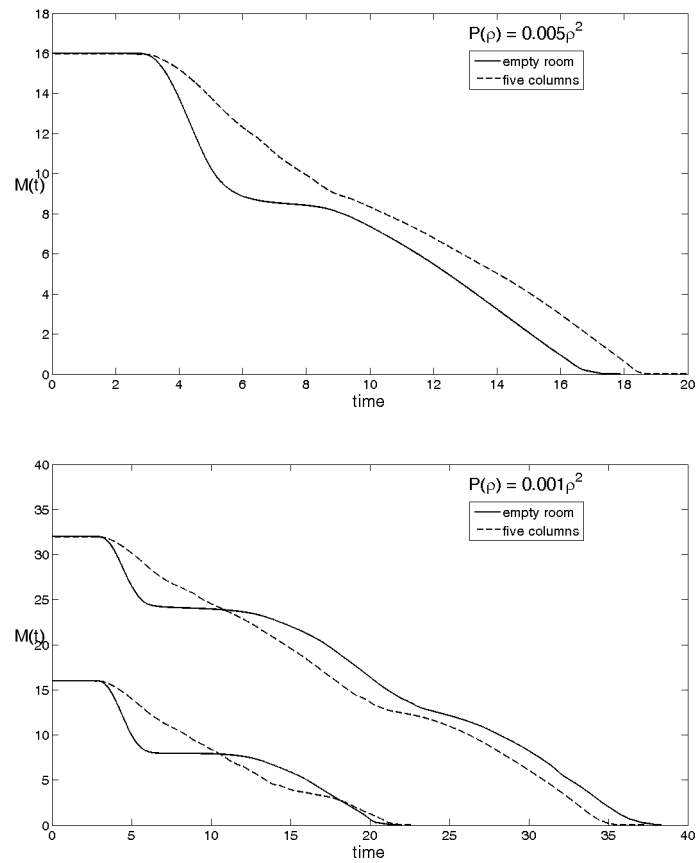 P(ρ) = 0.005ρ²
empty room
five columns
18
16
14
12
10
8
6
4
2
0
M(t)
0 2 4 6 8 10 12 14 16 18 20
time
P(ρ) = 0.001ρ²
empty room
five columns
40
35
30
25
20
15
10
5
0
M(t)
0 5 10 15 20 25 30 35 40
time